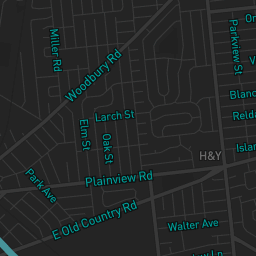 Miller Rd
Woodbury Rd
Parkview St
Larch St
Elm St
Oak St
H&Y
Plainview Rd
Park Ave
E Old Country Rd
Walter Ave